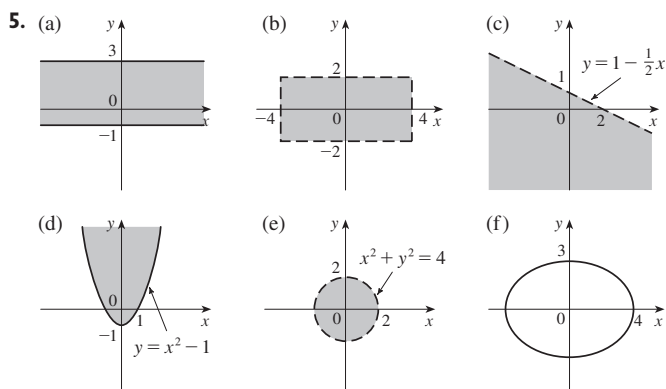 5. (a) (b) (c)
y
3
0
x
−1
y
2
−4
0
4
x
−2
y
1
y = 1 − ½x
0
2
x
(d) (e) (f)
y
0
1
x
−1
y = x² − 1
y
2
x² + y² = 4
0
2
x
y
3
0
4
x